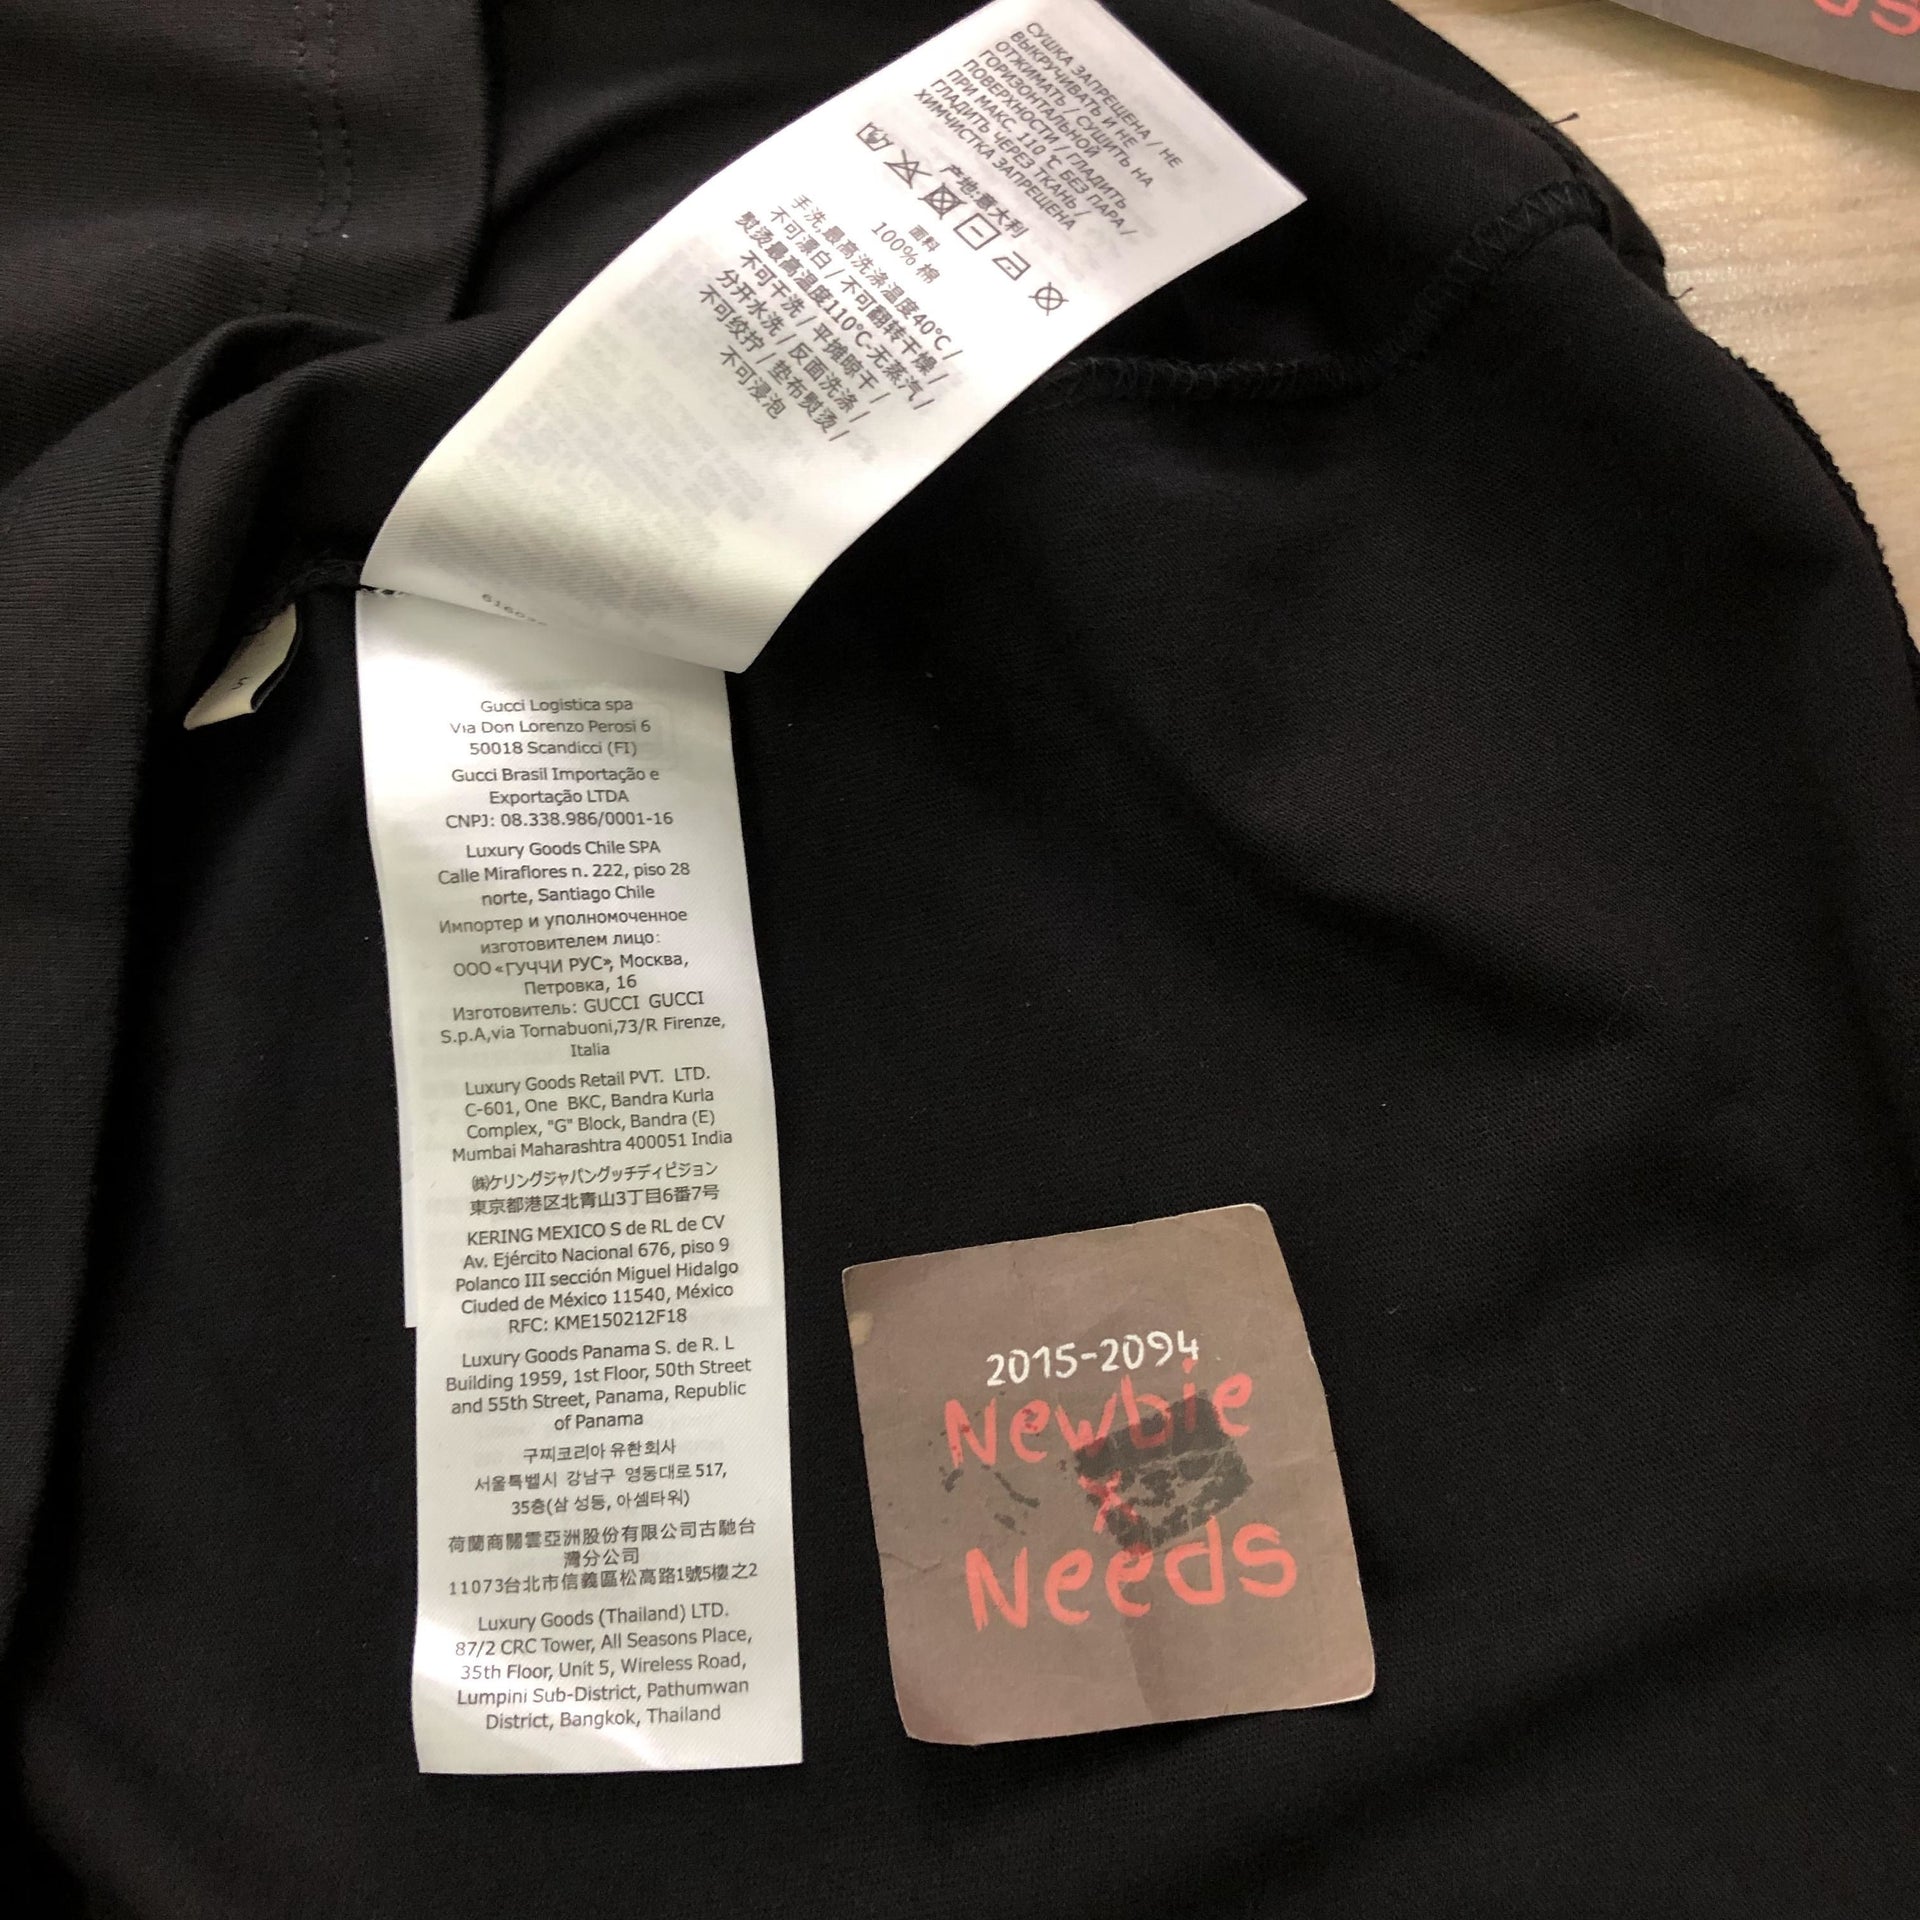 СУШКА ЗАПРЕЩЕНА / НЕ
ВЫКРУЧИВАТЬ И НЕ
ОТЖИМАТЬ / СУШИТЬ НА
ГОРИЗОНТАЛЬНОЙ
ПОВЕРХНОСТИ / ГЛАДИТЬ
ПРИ МАКС. 110 ℃ БЕЗ ПАРА /
ГЛАДИТЬ ЧЕРЕЗ ТКАНЬ /
ХИМЧИСТКА ЗАПРЕЩЕНА
产地:意大利
面料
100% 棉
手洗,最高洗涤温度40℃ /
不可漂白 / 不可翻转干燥 /
熨烫最高温度110℃-无蒸汽 /
不可干洗 / 平摊晾干 /
分开水洗 / 反面洗涤 /
不可绞拧 / 垫布熨烫 /
不可浸泡
S
Gucci Logistica spa
Via Don Lorenzo Perosi 6
50018 Scandicci (FI)
Gucci Brasil Importação e
Exportação LTDA
CNPJ: 08.338.986/0001-16
Luxury Goods Chile SPA
Calle Miraflores n. 222, piso 28
norte, Santiago Chile
Импортер и уполномоченное
изготовителем лицо:
ООО «ГУЧЧИ РУС», Москва,
Петровка, 16
Изготовитель: GUCCI GUCCI
S.p.A,via Tornabuoni,73/R Firenze,
Italia
Luxury Goods Retail PVT. LTD.
C-601, One BKC, Bandra Kurla
Complex, "G" Block, Bandra (E)
Mumbai Maharashtra 400051 India
㈱ケリングジャパングッチディビジョン
東京都港区北青山3丁目6番7号
KERING MEXICO S de RL de CV
Av. Ejército Nacional 676, piso 9
Polanco III sección Miguel Hidalgo
Ciudad de México 11540, México
RFC: KME150212F18
Luxury Goods Panama S. de R. L
Building 1959, 1st Floor, 50th Street
and 55th Street, Panama, Republic
of Panama
구찌코리아 유한회사
서울특벨시 강남구 영동대로 517,
35층(삼성동, 아셈타워)
荷蘭商關雲亞洲股份有限公司古馳台
灣分公司
11073台北市信義區松高路1號5樓之2
Luxury Goods (Thailand) LTD.
87/2 CRC Tower, All Seasons Place,
35th Floor, Unit 5, Wireless Road,
Lumpini Sub-District, Pathumwan
District, Bangkok, Thailand
2015-2094
Newbie
x
Needs